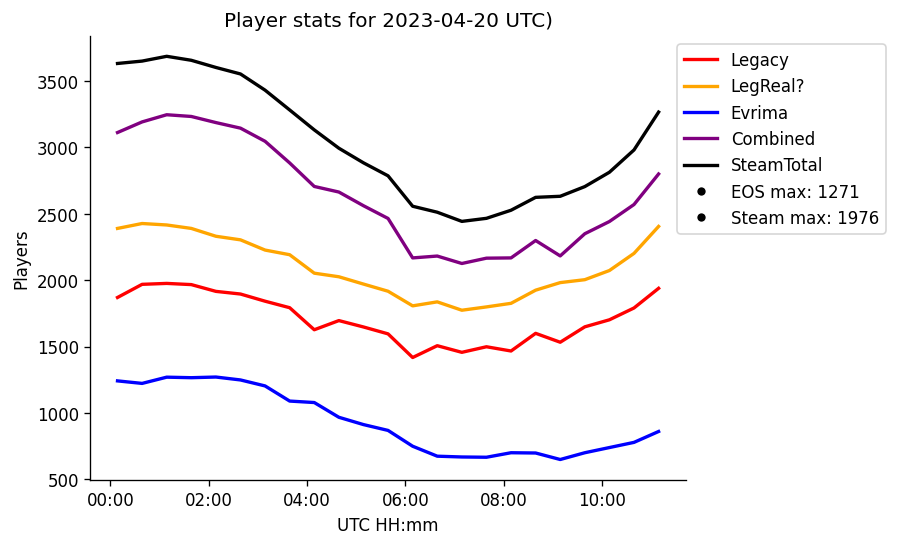 Player stats for 2023-04-20 UTC)
Players
3500
3000
2500
2000
1500
1000
500
00:00 02:00 04:00 06:00 08:00 10:00
UTC HH:mm
Legacy
LegReal?
Evrima
Combined
SteamTotal
EOS max: 1271
Steam max: 1976